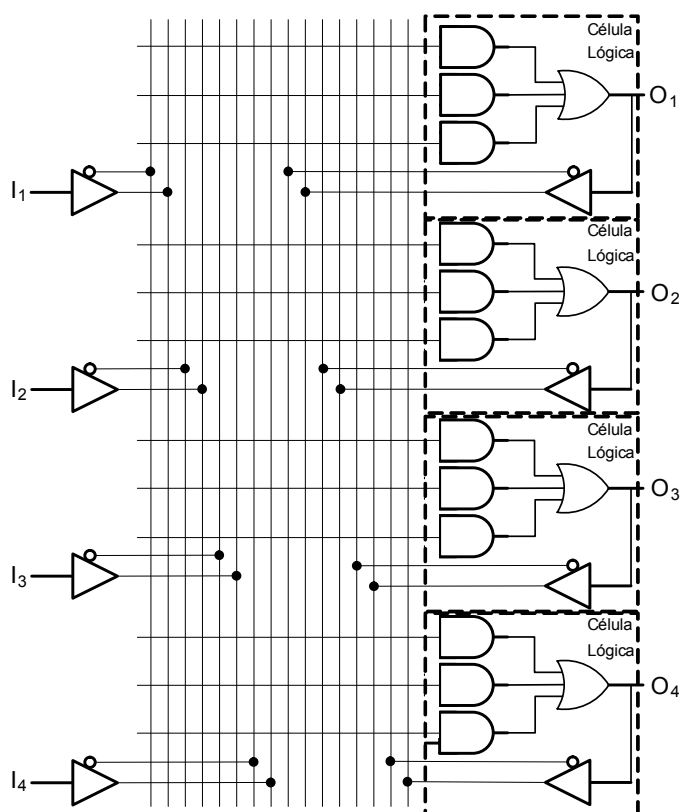 Célula
Lógica
O1
I1
Célula
Lógica
O2
I2
Célula
Lógica
O3
I3
Célula
Lógica
O4
I4